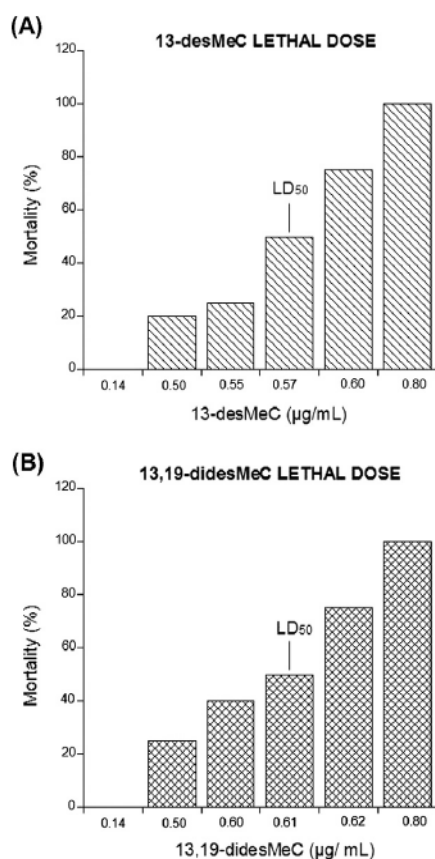 (A)
13-desMeC LETHAL DOSE
120
100
80
60
40
20
0
Mortality (%)
LD₅₀
0.14 0.50 0.55 0.57 0.60 0.80
13-desMeC (µg/mL)
(B)
13,19-didesMeC LETHAL DOSE
120
100
80
60
40
20
0
Mortality (%)
LD₅₀
0.14 0.50 0.60 0.61 0.62 0.80
13,19-didesMeC (µg/ mL)